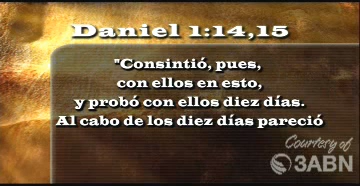 Daniel 1:14,15
"Consintió, pues,
con ellos en esto,
y probó con ellos diez días.
Al cabo de los diez días pareció
Courtesy of
3ABN